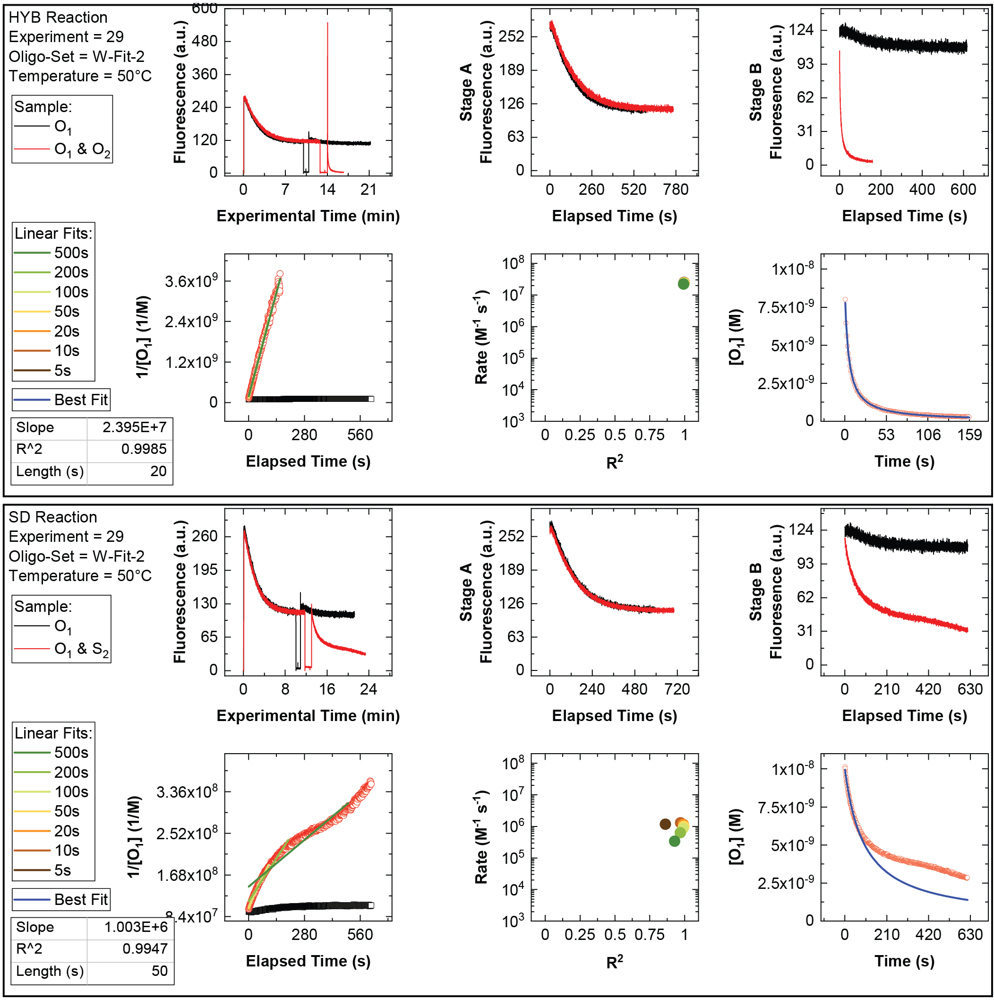 HYB Reaction
Experiment = 29
Oligo-Set = W-Fit-2
Temperature = 50°C
Sample:
O1
O1 & O2
Fluorescence (a.u.)
600
480
360
240
120
0
0 7 14 21
Experimental Time (min)
Stage A
Fluorescence (a.u.)
252
189
126
63
0
0 260 520 780
Elapsed Time (s)
Stage B
Fluoresence (a.u.)
124
93
62
31
0
0 200 400 600
Elapsed Time (s)
Linear Fits:
500s
200s
100s
50s
20s
10s
5s
Best Fit
Slope 2.395E+7
R^2 0.9985
Length (s) 20
1/[O1] (1/M)
3.6x10^9
2.4x10^9
1.2x10^9
0
0 280 560
Elapsed Time (s)
Rate (M^-1 s^-1)
10^8
10^7
10^6
10^5
10^4
10^3
0 0.25 0.5 0.75 1
R^2
[O1] (M)
1x10^-8
7.5x10^-9
5x10^-9
2.5x10^-9
0
0 53 106 159
Time (s)
SD Reaction
Experiment = 29
Oligo-Set = W-Fit-2
Temperature = 50°C
Sample:
O1
O1 & S2
Fluorescence (a.u.)
260
195
130
65
0
0 8 16 24
Experimental Time (min)
Stage A
Fluorescence (a.u.)
252
189
126
63
0
0 240 480 720
Elapsed Time (s)
Stage B
Fluoresence (a.u.)
124
93
62
31
0
0 210 420 630
Elapsed Time (s)
Linear Fits:
500s
200s
100s
50s
20s
10s
5s
Best Fit
Slope 1.003E+6
R^2 0.9947
Length (s) 50
1/[O1] (1/M)
3.36x10^8
2.52x10^8
1.68x10^8
8.4x10^7
0 280 560
Elapsed Time (s)
Rate (M^-1 s^-1)
10^8
10^7
10^6
10^5
10^4
10^3
0 0.25 0.5 0.75 1
R^2
[O1] (M)
1x10^-8
7.5x10^-9
5x10^-9
2.5x10^-9
0
0 210 420 630
Time (s)